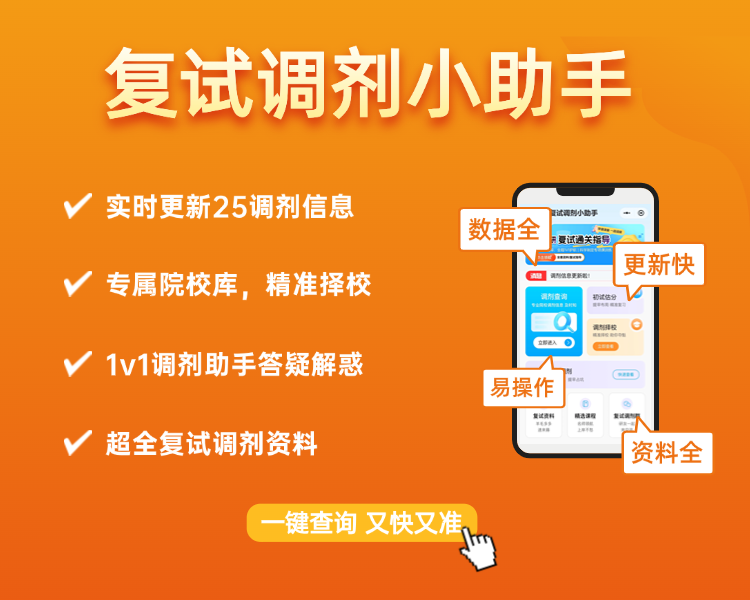 复试调剂小助手
实时更新25调剂信息
专属院校库，精准择校
1v1调剂助手答疑解惑
超全复试调剂资料
一键查询 又快又准
数据全
更新快
易操作
资料全
复试调剂小助手
复试通关指导
调剂信息更新啦！
调剂查询
立即进入
初试估分
调剂择校
复试资料
精选课程
复试调剂群